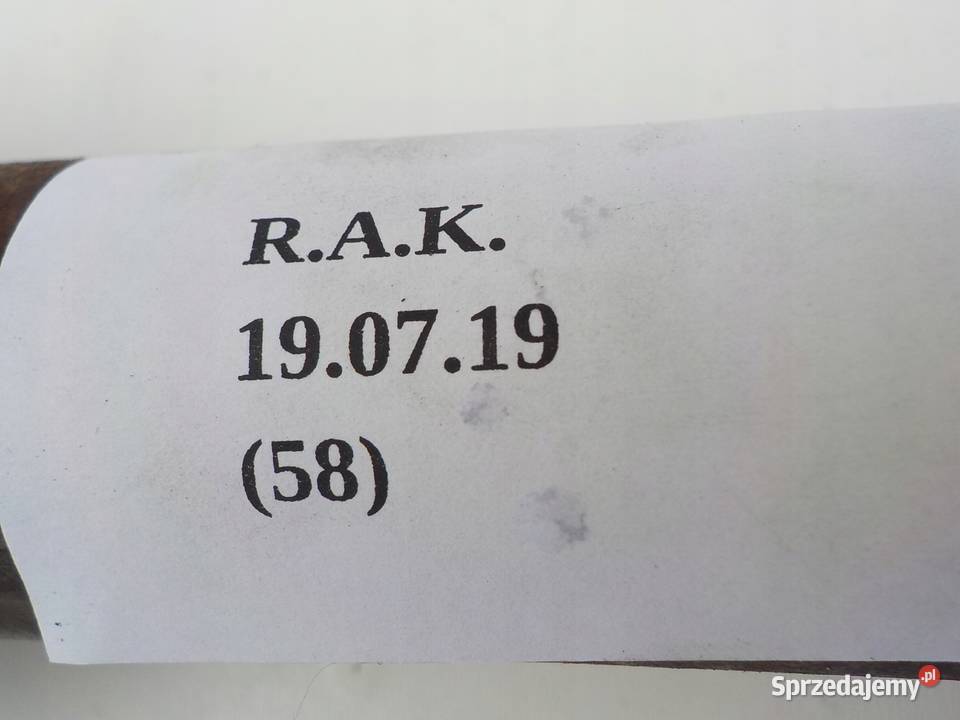 R.A.K.
19.07.19
(58)
Sprzedajemy.pl